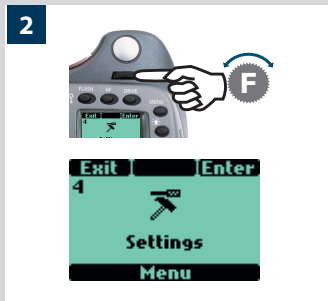 2
FLASH AF DRIVE
MENU
Exit Enter
4
F
Exit Enter
4
Settings
Menu